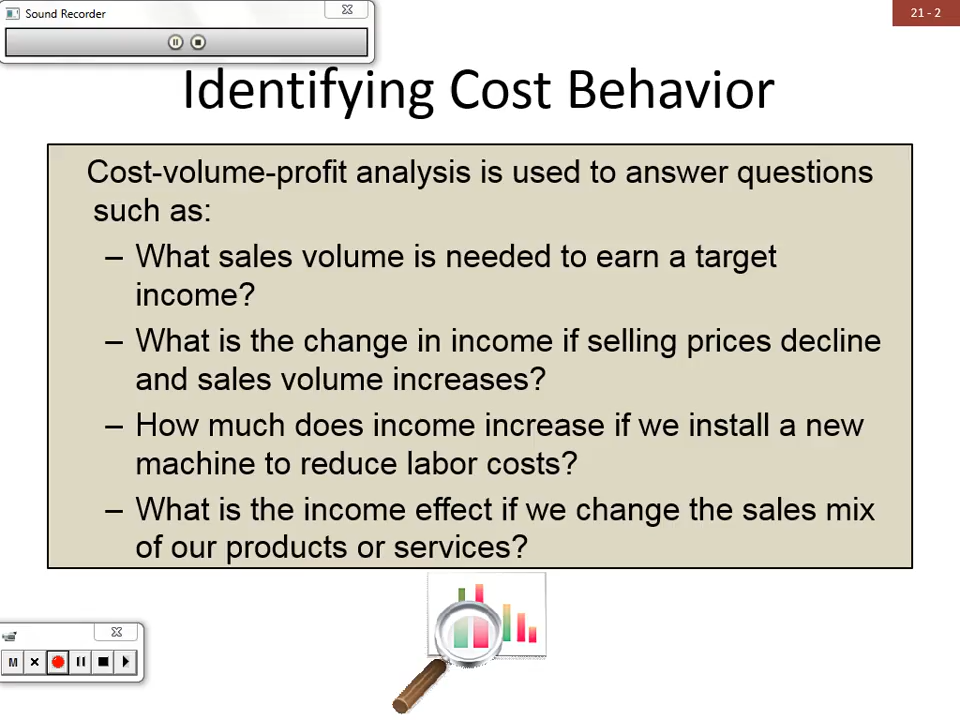 Sound Recorder
21 - 2
Identifying Cost Behavior
Cost-volume-profit analysis is used to answer questions
such as:
– What sales volume is needed to earn a target
income?
– What is the change in income if selling prices decline
and sales volume increases?
– How much does income increase if we install a new
machine to reduce labor costs?
– What is the income effect if we change the sales mix
of our products or services?
M